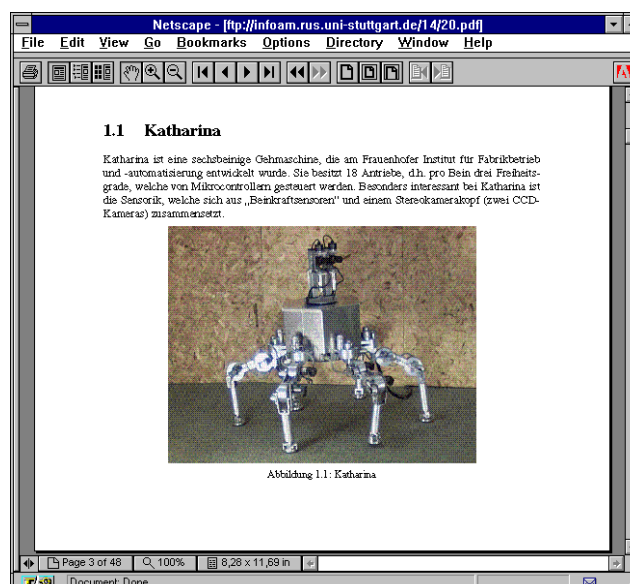 Netscape - [ftp://infoam.rus.uni-stuttgart.de/14/20.pdf]
File Edit View Go Bookmarks Options Directory Window Help
1.1 Katharina
Katharina ist eine sechsbeinige Gehmaschine, die am Frauenhofer Institut für Fabrikbetrieb
und -automatisierung entwickelt wurde. Sie besitzt 18 Antriebe, d.h. pro Bein drei Freiheits-
grade, welche von Mikrocontrollern gesteuert werden. Besonders interessant bei Katharina ist
die Sensorik, welche sich aus „Beinkraftsensoren" und einem Stereokamerakopf (zwei CCD-
Kameras) zusammensetzt.
Abbildung 1.1: Katharina
Page 3 of 48 100% 8,28 x 11,69 in
Document: Done